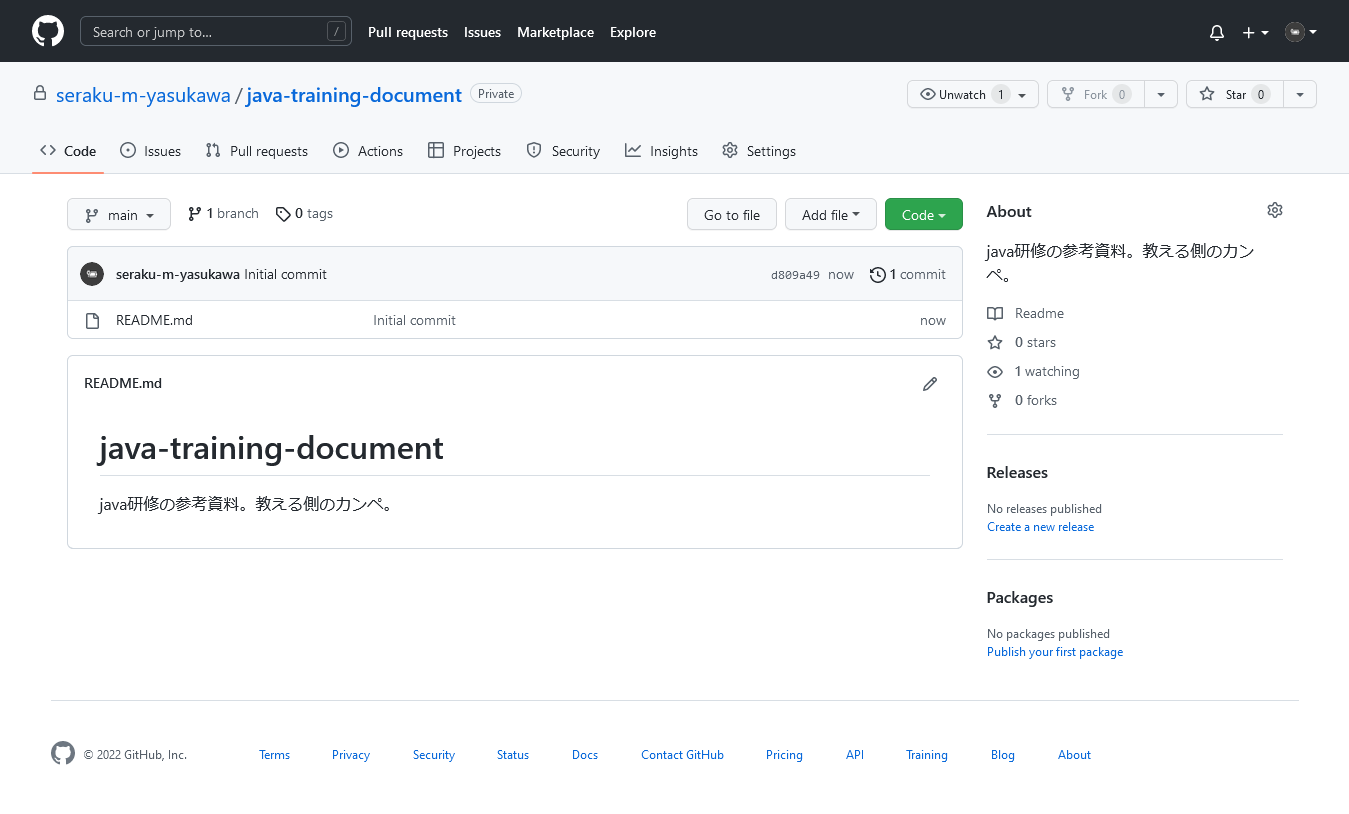 Search or jump to... /
Pull requests Issues Marketplace Explore
seraku-m-yasukawa / java-training-document Private
Unwatch 1 Fork 0 Star 0
Code Issues Pull requests Actions Projects Security Insights Settings
main 1 branch 0 tags
Go to file Add file Code
seraku-m-yasukawa Initial commit d809a49 now 1 commit
README.md Initial commit now
README.md
java-training-document
java研修の参考資料。教える側のカンペ。
About
java研修の参考資料。教える側のカン
ペ。
Readme
0 stars
1 watching
0 forks
Releases
No releases published
Create a new release
Packages
No packages published
Publish your first package
© 2022 GitHub, Inc. Terms Privacy Security Status Docs Contact GitHub Pricing API Training Blog About